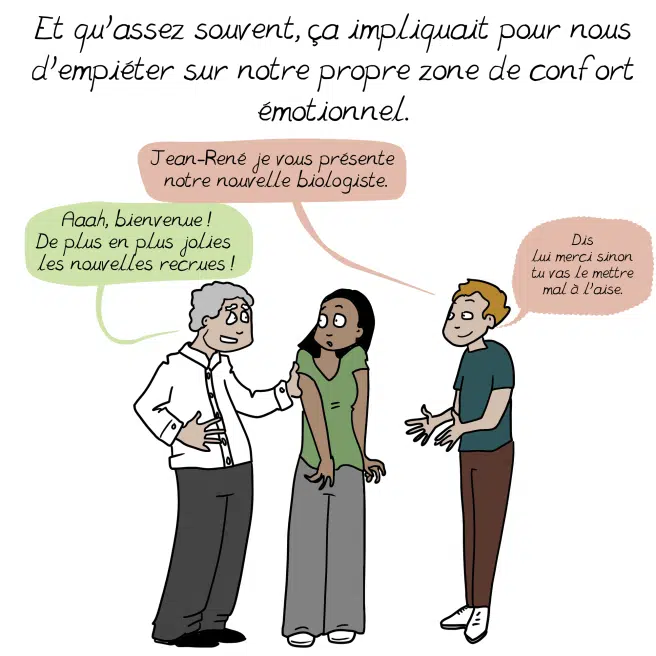 Et qu'assez souvent, ça impliquait pour nous
d'empiéter sur notre propre zone de confort
émotionnel.
Jean-René je vous présente
notre nouvelle biologiste.
Aaah, bienvenue !
De plus en plus jolies
les nouvelles recrues !
Dis
lui merci sinon
tu vas le mettre
mal à l'aise.